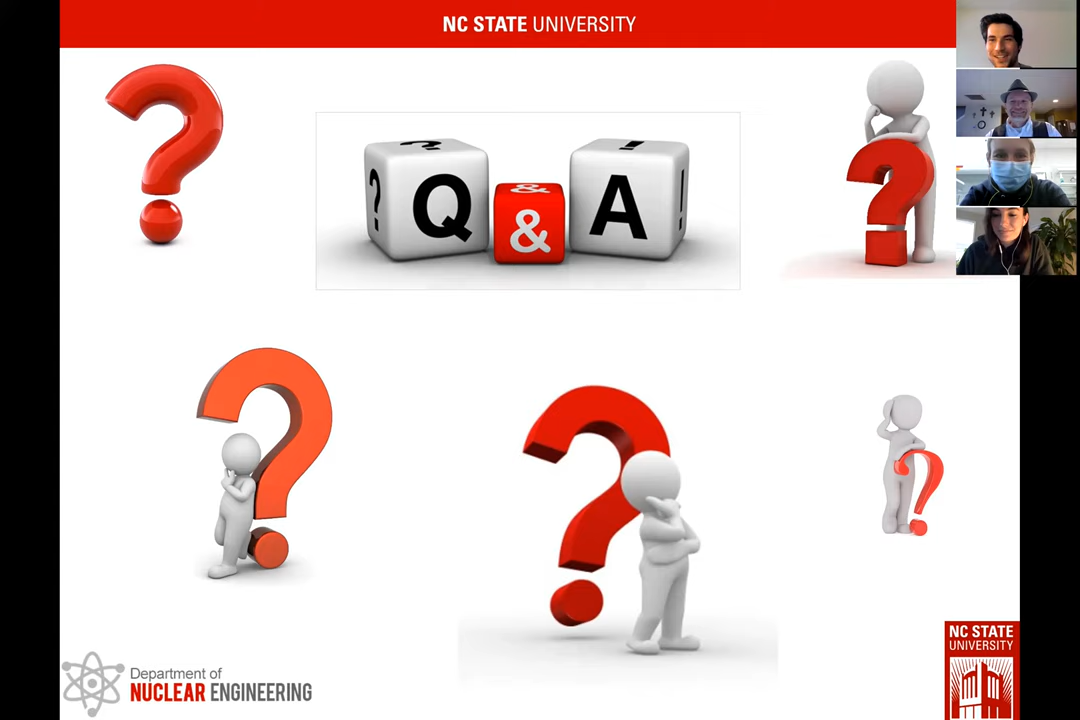 NC STATE UNIVERSITY
? ! 
Q & A
? & !
Department of
NUCLEAR ENGINEERING
NC STATE
UNIVERSITY